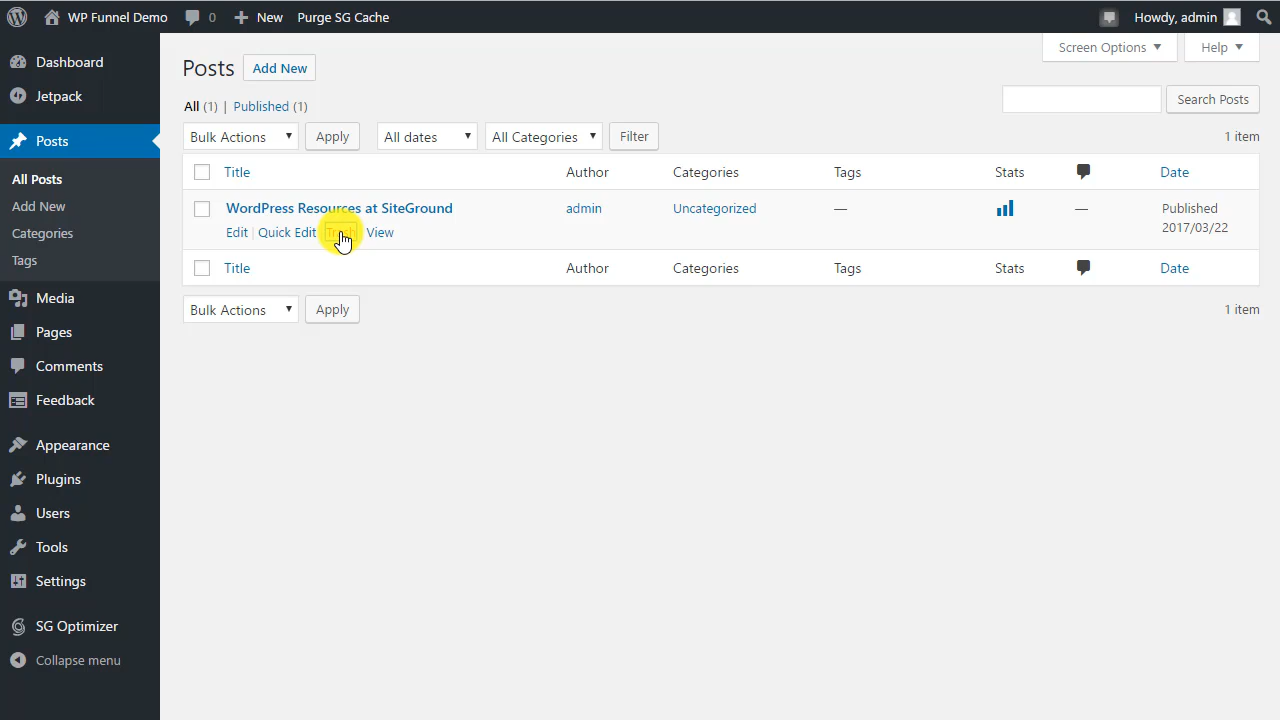 WP Funnel Demo 0 New Purge SG Cache Howdy, admin
Dashboard
Jetpack
Posts
All Posts
Add New
Categories
Tags
Media
Pages
Comments
Feedback
Appearance
Plugins
Users
Tools
Settings
SG Optimizer
Collapse menu
Screen Options Help
Posts Add New
All (1) | Published (1)
Search Posts
Bulk Actions Apply All dates All Categories Filter 1 item
Title Author Categories Tags Stats Date
WordPress Resources at SiteGround admin Uncategorized — — Published
Edit | Quick Edit Trash View 2017/03/22
Title Author Categories Tags Stats Date
Bulk Actions Apply 1 item